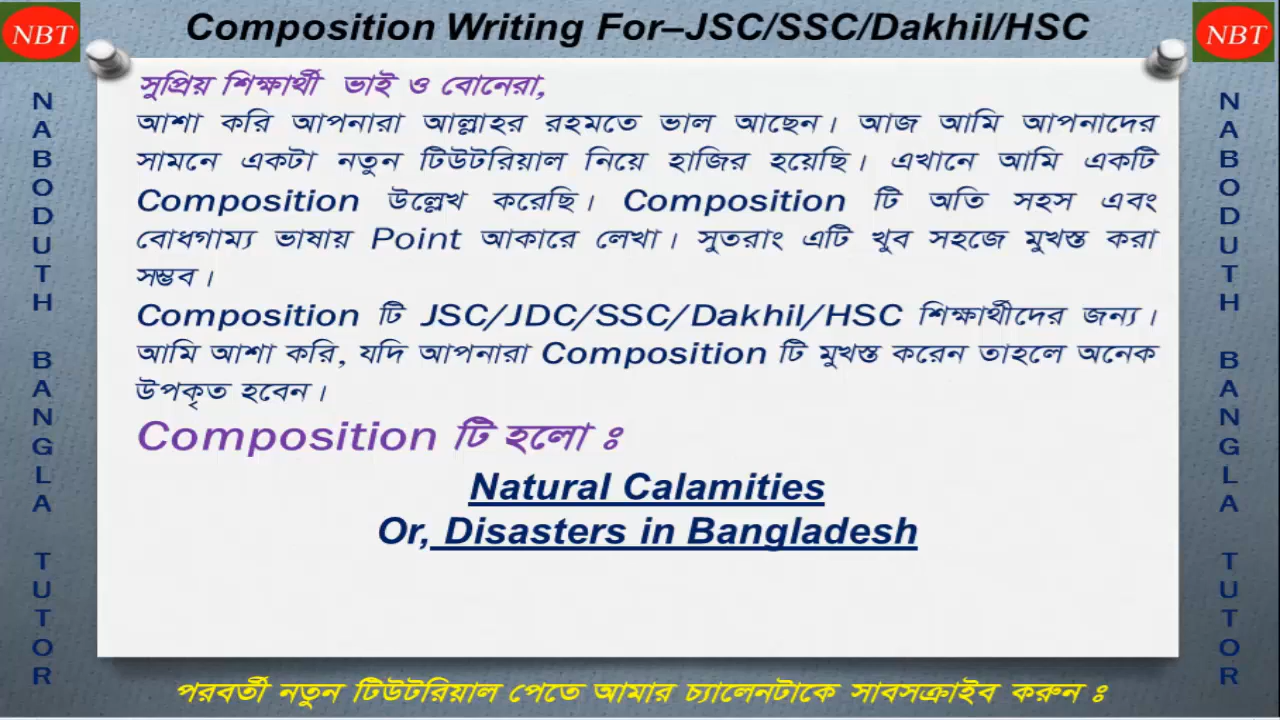 NBT
Composition Writing For–JSC/SSC/Dakhil/HSC
NBT
NABODUTH BANGLA TUTOR
সুপ্রিয় শিক্ষার্থী ভাই ও বোনেরা,
আশা করি আপনারা আল্লাহর রহমতে ভাল আছেন। আজ আমি আপনাদের
সামনে একটা নতুন টিউটরিয়াল নিয়ে হাজির হয়েছি। এখানে আমি একটি
Composition উল্লেখ করেছি। Composition টি অতি সহস এবং
বোধগাম্য ভাষায় Point আকারে লেখা। সুতরাং এটি খুব সহজে মুখস্ত করা
সম্ভব।
Composition টি JSC/JDC/SSC/Dakhil/HSC শিক্ষার্থীদের জন্য।
আমি আশা করি, যদি আপনারা Composition টি মুখস্ত করেন তাহলে অনেক
উপকৃত হবেন।
Composition টি হলো ঃ
Natural Calamities
Or, Disasters in Bangladesh
NABODUTH BANGLA TUTOR
পরবর্তী নতুন টিউটরিয়াল পেতে আমার চ্যালেনটাকে সাবসক্রাইব করুন ঃ